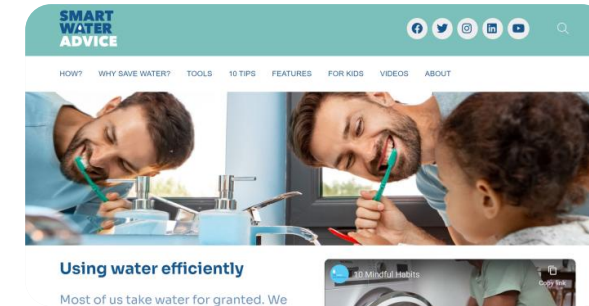 SMART
WATER
ADVICE
HOW? WHY SAVE WATER? TOOLS 10 TIPS FEATURES FOR KIDS VIDEOS ABOUT
Using water efficiently
Most of us take water for granted. We
10 Mindful Habits
Copy link